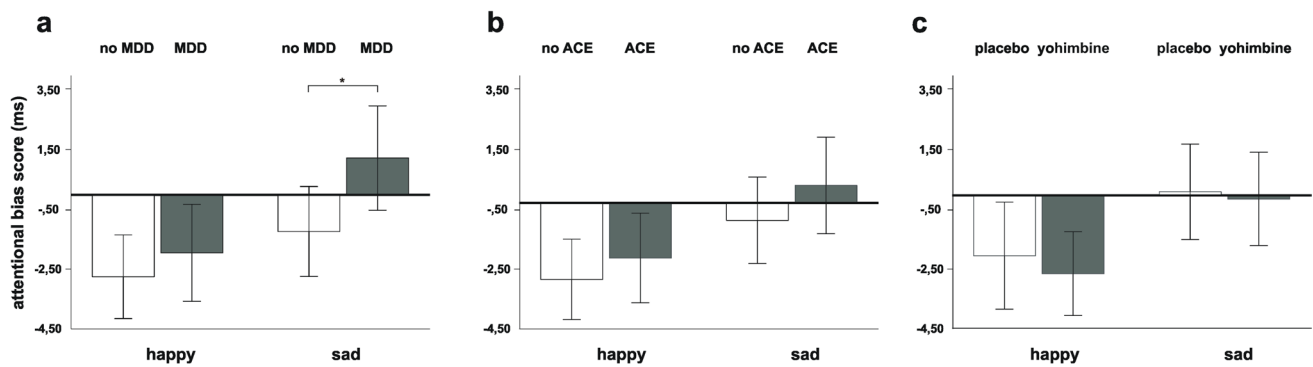 a
no MDD MDD no MDD MDD
attentional bias score (ms)
3,50
1,50
-,50
-2,50
-4,50
*
happy sad
b
no ACE ACE no ACE ACE
3,50
1,50
-,50
-2,50
-4,50
happy sad
c
placebo yohimbine placebo yohimbine
3,50
1,50
-,50
-2,50
-4,50
happy sad